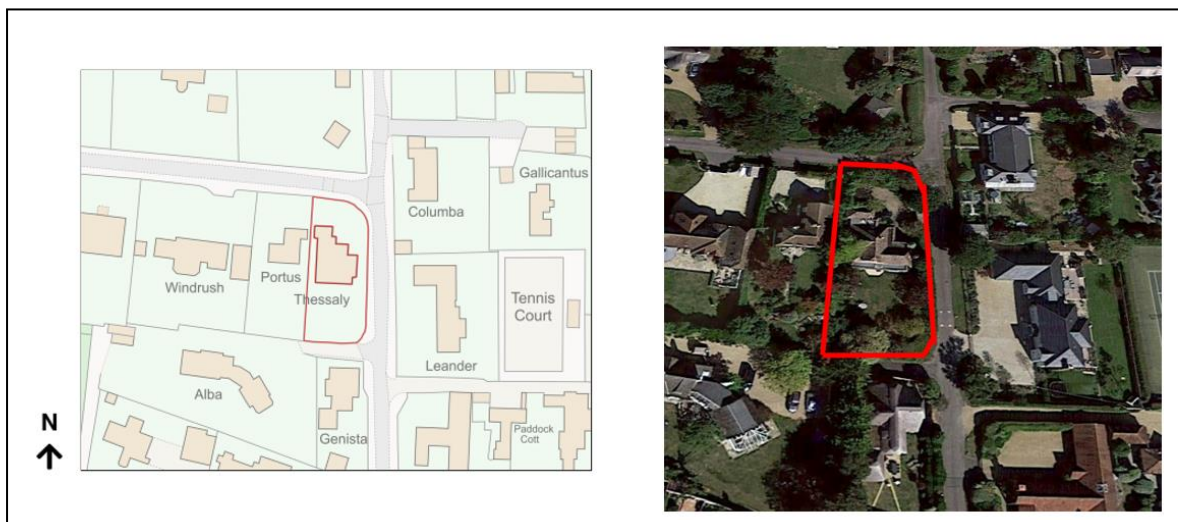 Gallicantus
Columba
Portus
Windrush
Thessaly
Tennis
Court
Leander
Alba
Genista
Paddock
Cott
N